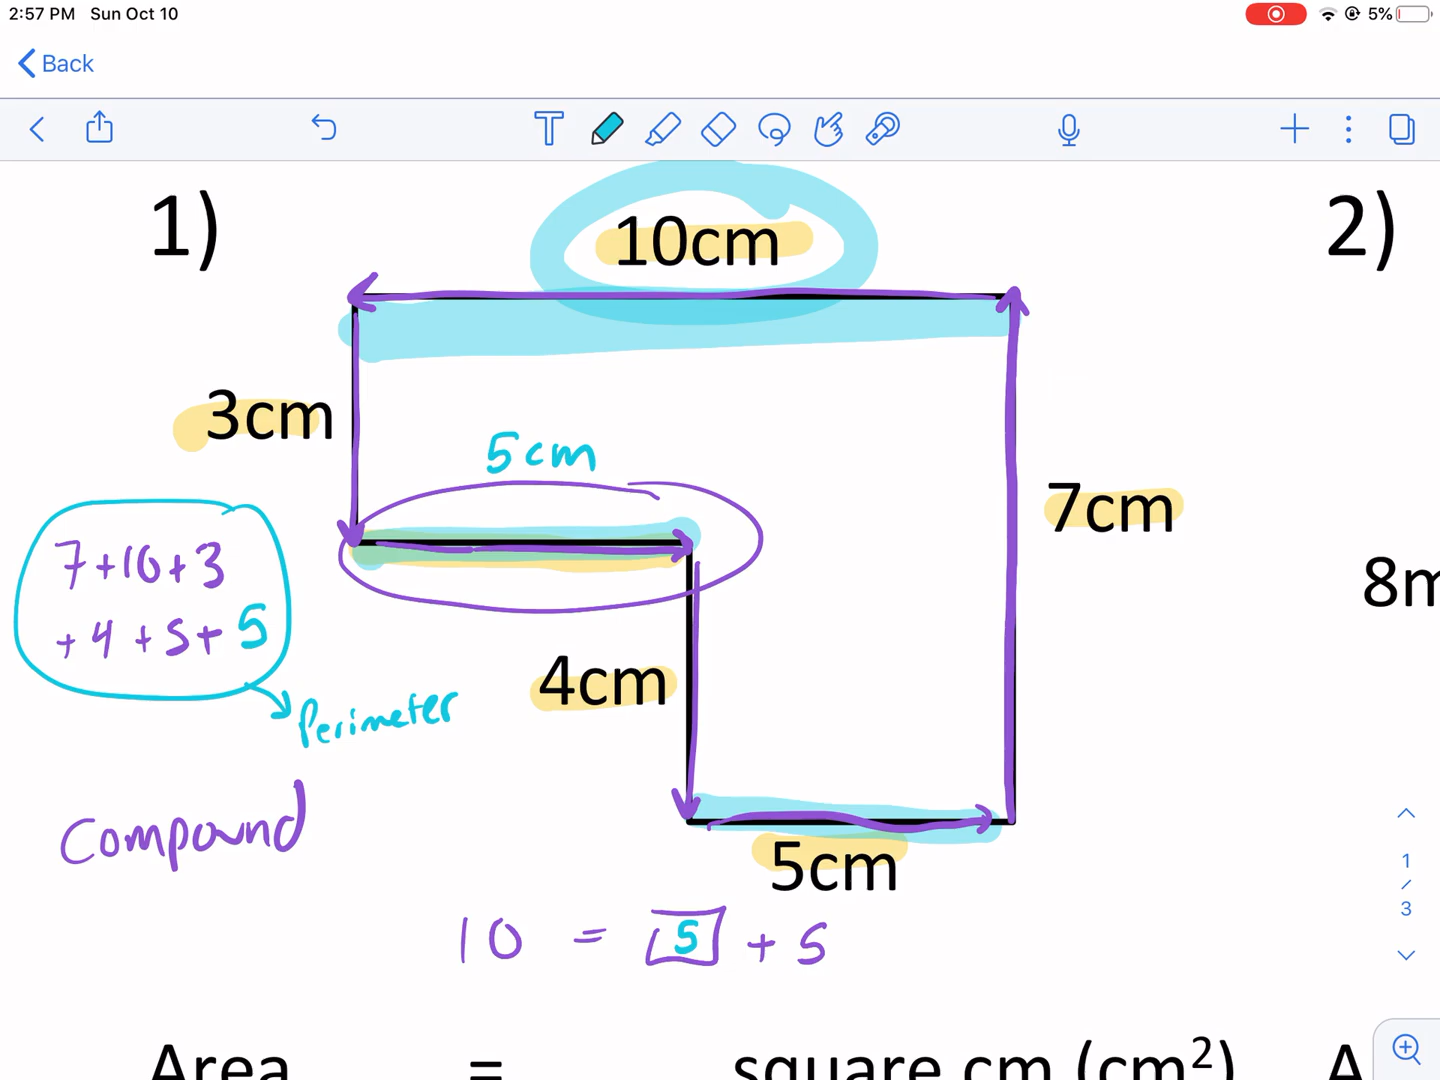 2:57 PM Sun Oct 10
5%
Back
T
1)
10cm
2)
3cm
5cm
7cm
7+10+3
+ 4 + 5 + 5
Perimeter
8m
4cm
Compound
5cm
1
/
3
10 = 5 + 5
Area = square cm (cm²) A